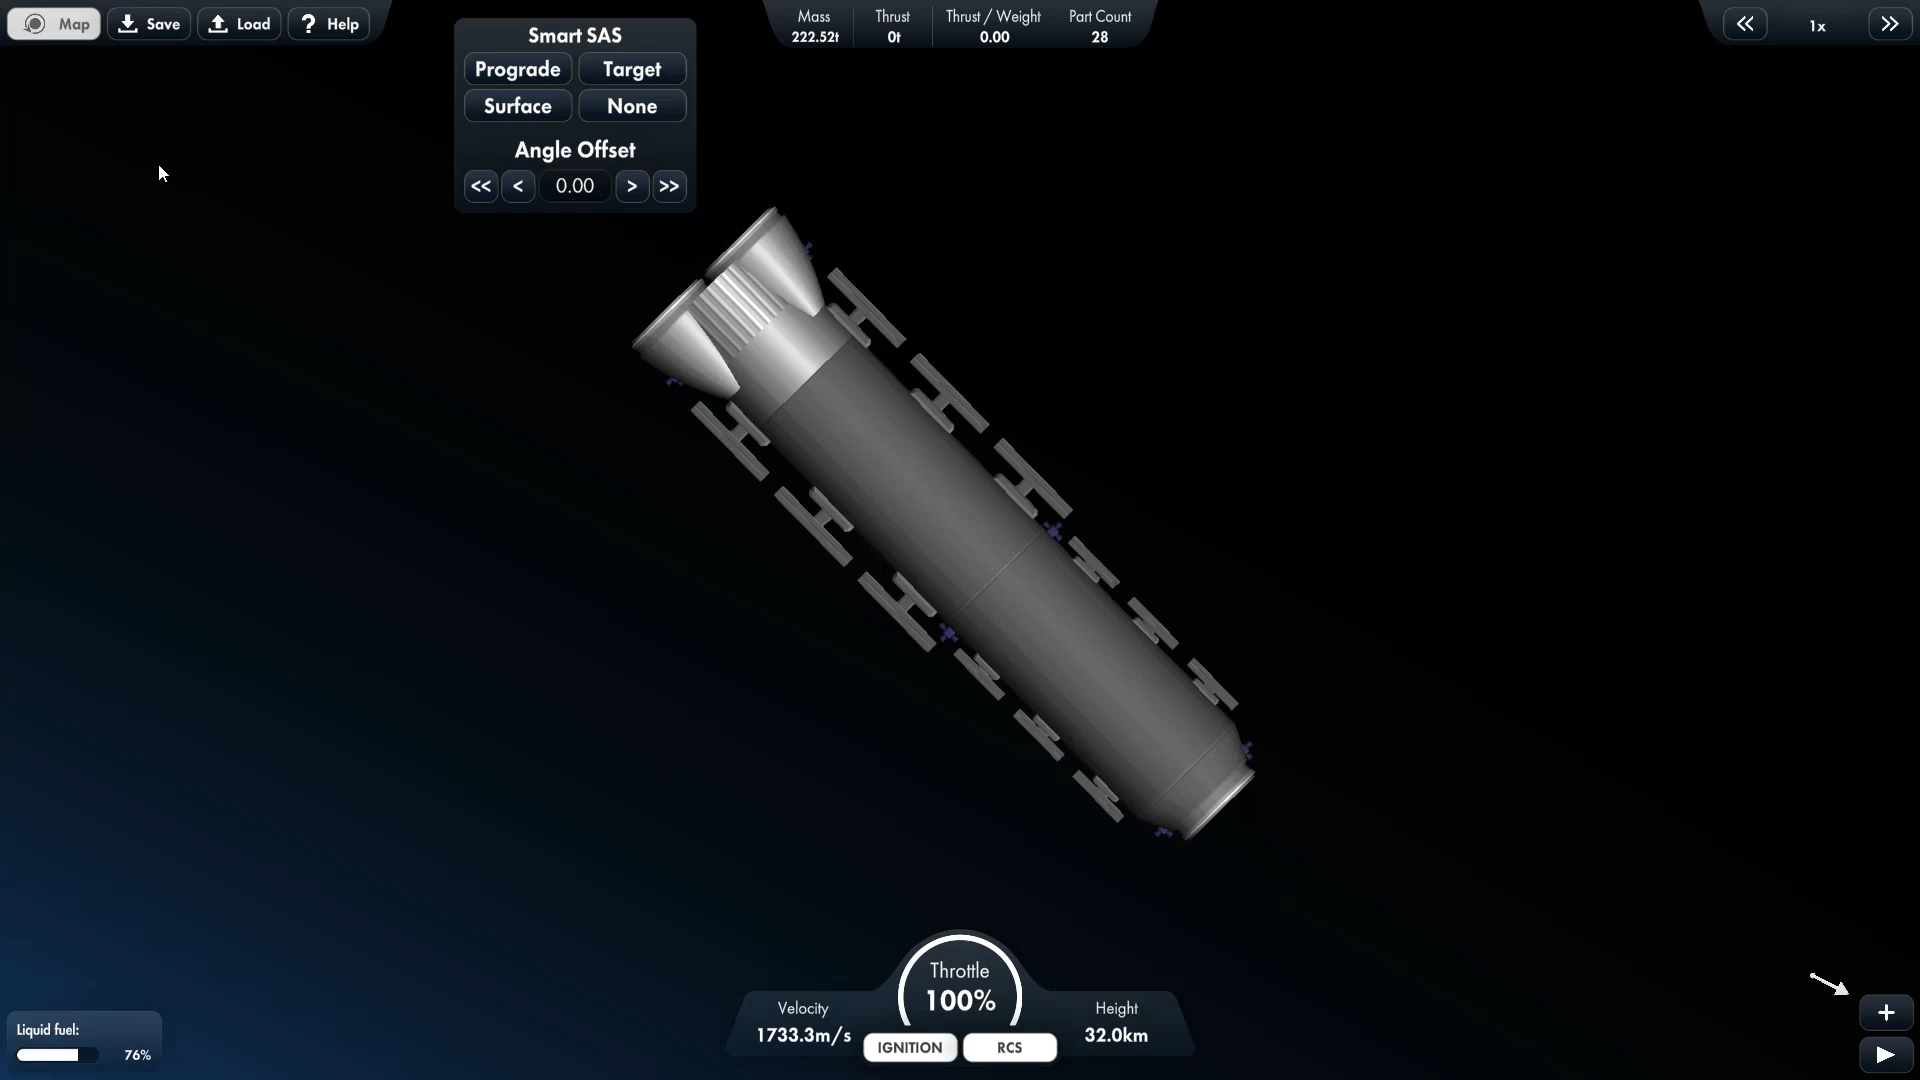 Map Save Load ? Help
Smart SAS
Prograde Target
Surface None
Angle Offset
<< < 0.00 > >>
Mass Thrust Thrust / Weight Part Count
222.52t 0t 0.00 28
<< 1x >>
Throttle
100%
Velocity
1733.3m/s
IGNITION RCS
Height
32.0km
Liquid fuel:
76%
+